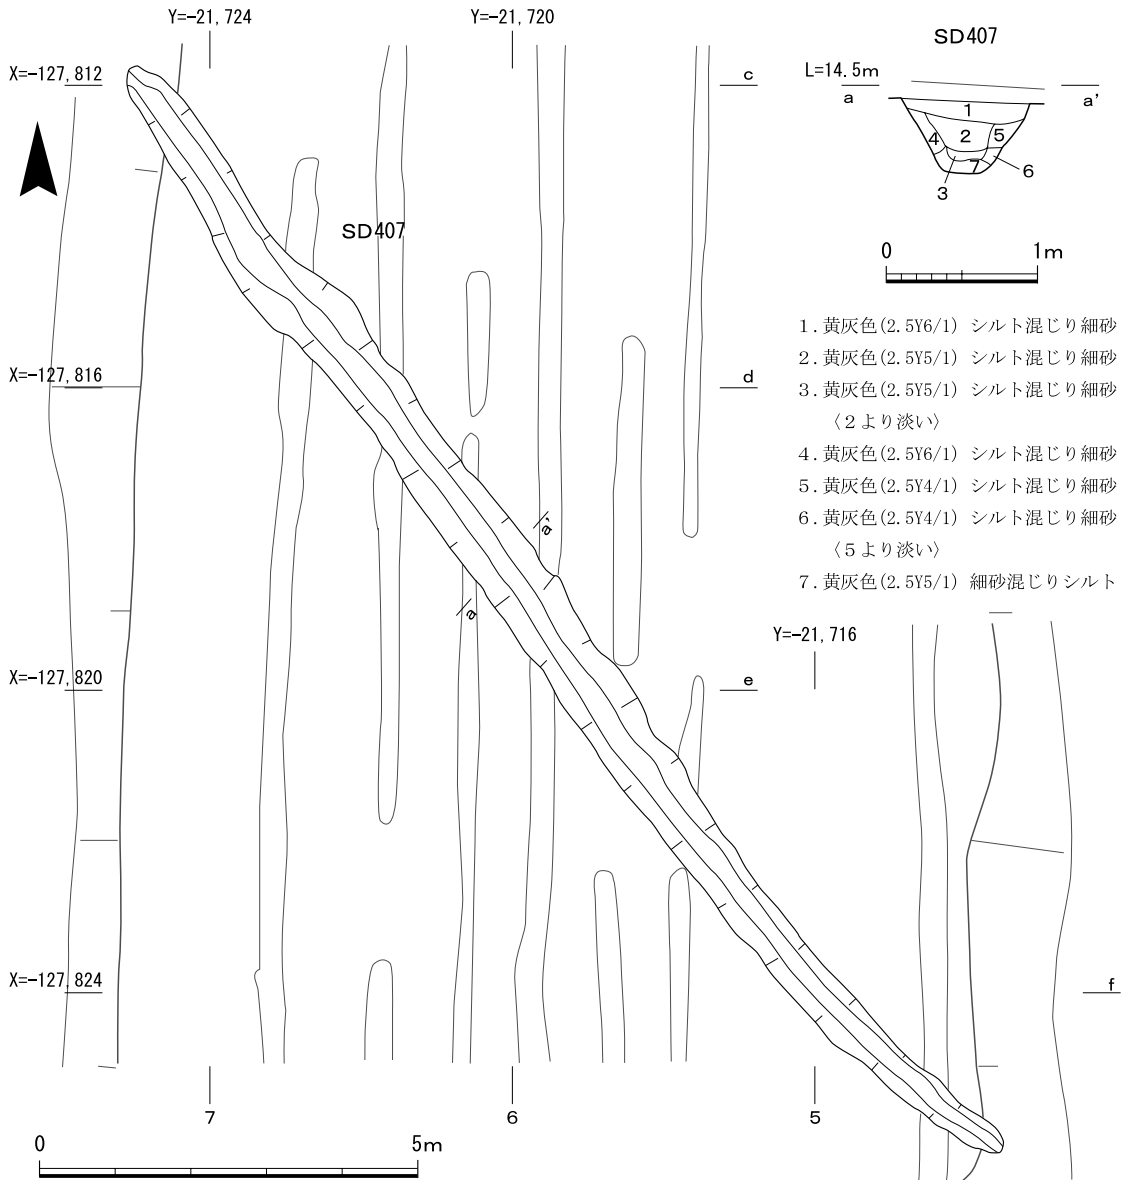 Y=-21,724
Y=-21,720
SD407
X=-127,812
c
L=14.5m
a
a'
1
2
4
5
7
6
3
SD407
0 1m
1.黄灰色(2.5Y6/1) シルト混じり細砂
2.黄灰色(2.5Y5/1) シルト混じり細砂
3.黄灰色(2.5Y5/1) シルト混じり細砂
〈2より淡い〉
4.黄灰色(2.5Y6/1) シルト混じり細砂
5.黄灰色(2.5Y4/1) シルト混じり細砂
6.黄灰色(2.5Y4/1) シルト混じり細砂
〈5より淡い〉
7.黄灰色(2.5Y5/1) 細砂混じりシルト
X=-127,816
d
a'
a
Y=-21,716
X=-127,820
e
X=-127,824
f
7
6
5
0 5m